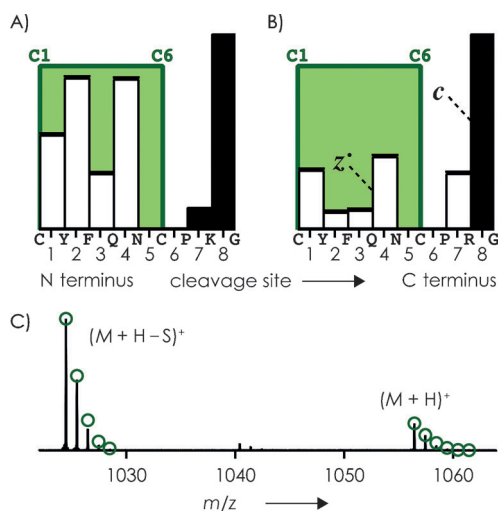 A)
C1 C6
C Y F Q N C P K G
1 2 3 4 5 6 7 8
N terminus
B)
C1 C6
c
z•
C Y F Q N C P R G
1 2 3 4 5 6 7 8
cleavage site
C terminus
C)
(M + H – S)+
(M + H)+
1030 1040 1050 1060
m/z